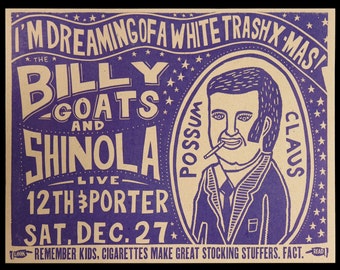 I'M DREAMING OF A WHITE TRASH X-MAS!
THE
BILLY
GOATS
AND
SHINOLA
LIVE
12TH & PORTER
SAT. DEC. 27
POSSUM
CLAUS
REMEMBER KIDS, CIGARETTES MAKE GREAT STOCKING STUFFERS. FACT.